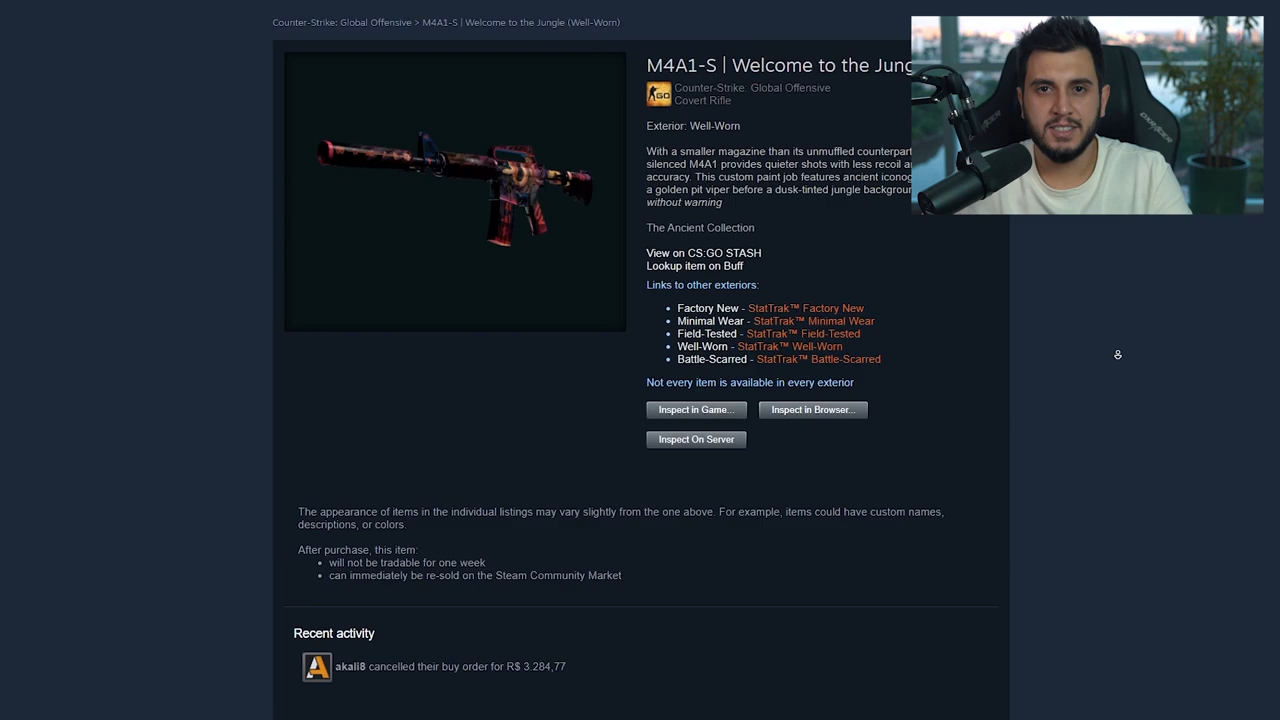 Counter-Strike: Global Offensive > M4A1-S | Welcome to the Jungle (Well-Worn)
M4A1-S | Welcome to the
Counter-Strike: Global Offensive
Covert Rifle
Exterior: Well-Worn
With a smaller magazine than its unmuffled
silenced M4A1 provides quieter shots with less recoil
accuracy. This custom paint job features ancient
a golden pit viper before a dusk-tinted jungle
without warning
The Ancient Collection
View on CS:GO STASH
Lookup item on Buff
Links to other exteriors:
• Factory New - StatTrak™ Factory New
• Minimal Wear - StatTrak™ Minimal Wear
• Field-Tested - StatTrak™ Field-Tested
• Well-Worn - StatTrak™ Well-Worn
• Battle-Scarred - StatTrak™ Battle-Scarred
Not every item is available in every exterior
Inspect in Game... Inspect in Browser...
Inspect On Server
The appearance of items in the individual listings may vary slightly from the one above. For example, items could have custom names,
descriptions, or colors.
After purchase, this item:
• will not be tradable for one week
• can immediately be re-sold on the Steam Community Market
Recent activity
akali8 cancelled their buy order for R$ 3.284,77